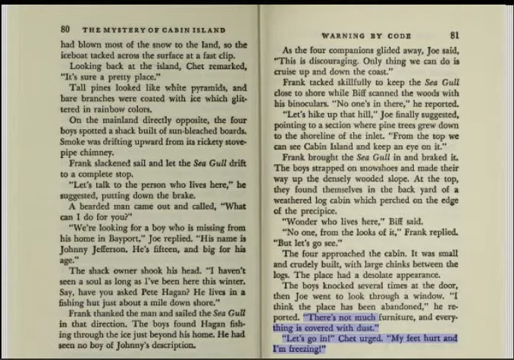 80 THE MYSTERY OF CABIN ISLAND
had blown most of the snow to the land, so the
iceboat tacked across the surface at a fast clip.
Looking back at the island, Chet remarked,
"It's sure a pretty place."
Tall pines looked like white pyramids, and
bare branches were coated with ice which glit-
tered in rainbow colors.
On the mainland directly opposite, the four
boys spotted a shack built of sun-bleached boards.
Smoke was drifting upward from its rickety stove-
pipe chimney.
Frank slackened sail and let the Sea Gull drift
to a complete stop.
"Let's talk to the person who lives here," he
suggested, putting down the brake.
A bearded man came out and called, "What
can I do for you?"
"We're looking for a boy who is missing from
his home in Bayport," Joe replied. "His name is
Johnny Jefferson. He's fifteen, and big for his
age."
The shack owner shook his head. "I haven't
seen a soul as long as I've been here this winter.
Say, have you asked Pete Hagan? He lives in a
fishing hut just about a mile down shore."
Frank thanked the man and sailed the Sea Gull
in that direction. The boys found Hagan fish-
ing through the ice just beyond his home. He had
seen no boy of Johnny's description.
WARNING BY CODE 81
As the four companions glided away, Joe said,
"This is discouraging. Only thing we can do is
cruise up and down the coast."
Frank tacked skillfully to keep the Sea Gull
close to shore while Biff scanned the woods with
his binoculars. "No one's in there," he reported.
"Let's hike up that hill," Joe finally suggested,
pointing to a section where pine trees grew down
to the shoreline of the inlet. "From the top we
can see Cabin Island and keep an eye on it."
Frank brought the Sea Gull in and braked it.
The boys strapped on snowshoes and made their
way up the densely wooded slope. At the top,
they found themselves in the back yard of a
weathered log cabin which perched on the edge
of the precipice.
"Wonder who lives here," Biff said.
"No one, from the looks of it," Frank replied.
"But let's go see."
The four approached the cabin. It was small
and crudely built, with large chinks between the
logs. The place had a desolate appearance.
The boys knocked several times at the door,
then Joe went to look through a window. "I
think the place has been abandoned," he re-
ported. "There's not much furniture, and every-
thing is covered with dust."
"Let's go in!" Chet urged. "My feet hurt and
I'm freezing!"